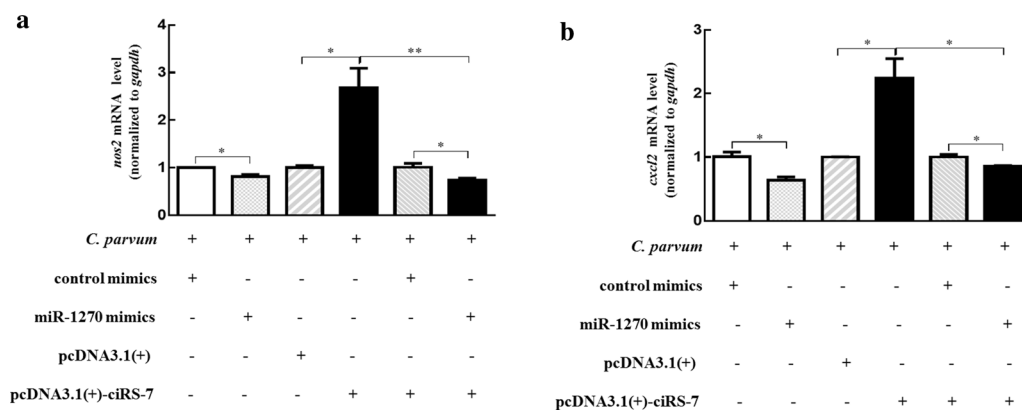 a
nos2 mRNA level
(normalized to gapdh)
4
3
2
1
0
*
*
**
*
C. parvum + + + + + +
control mimics + - - - + -
miR-1270 mimics - + - - - +
pcDNA3.1(+) - - + - - -
pcDNA3.1(+)-ciRS-7 - - - + + +
b
cxcl2 mRNA level
(normalized to gapdh)
3
2
1
0
*
*
*
*
C. parvum + + + + + +
control mimics + - - - + -
miR-1270 mimics - + - - - +
pcDNA3.1(+) - - + - - -
pcDNA3.1(+)-ciRS-7 - - - + + +